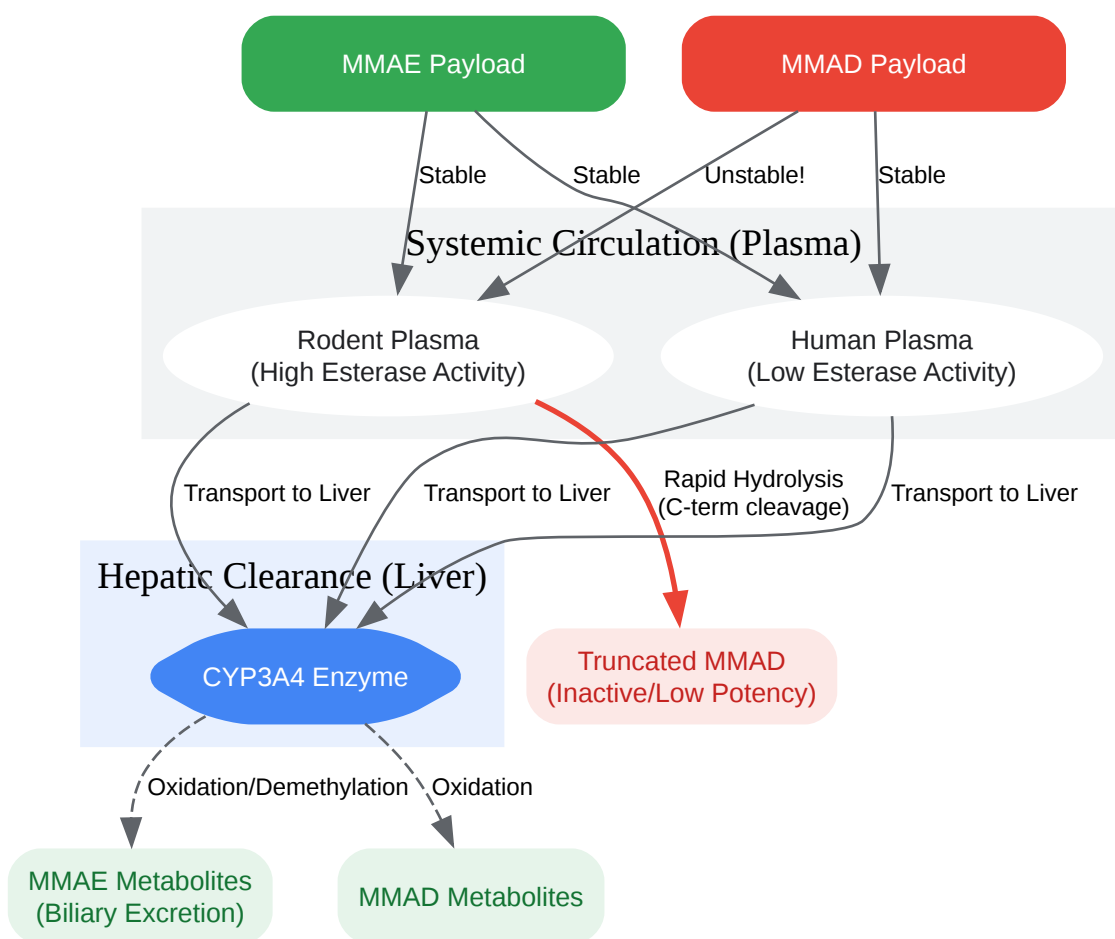 MMAE Payload
MMAD Payload
Stable
Stable
Unstable!
Stable
Systemic Circulation (Plasma)
Rodent Plasma
(High Esterase Activity)
Human Plasma
(Low Esterase Activity)
Transport to Liver
Transport to Liver
Rapid Hydrolysis
(C-term cleavage)
Transport to Liver
Hepatic Clearance (Liver)
CYP3A4 Enzyme
Truncated MMAD
(Inactive/Low Potency)
Oxidation/Demethylation
Oxidation
MMAE Metabolites
(Biliary Excretion)
MMAD Metabolites